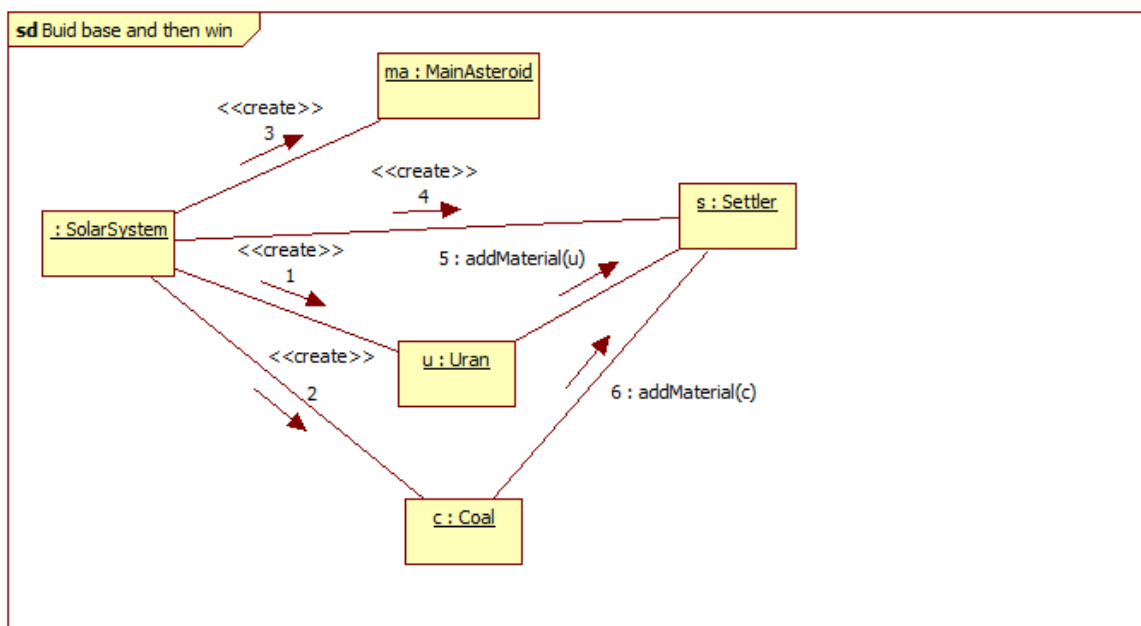 sd Buid base and then win
ma : MainAsteroid
<<create>>
3
<<create>>
4
s : Settler
: SolarSystem
<<create>>
1
5 : addMaterial(u)
<<create>>
2
u : Uran
6 : addMaterial(c)
c : Coal